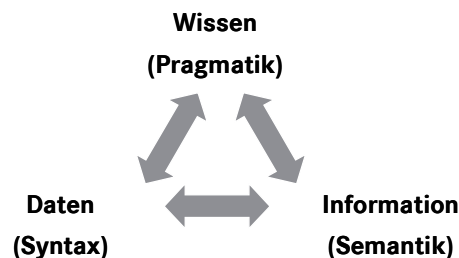 Wissen
(Pragmatik)
Daten
(Syntax)
Information
(Semantik)